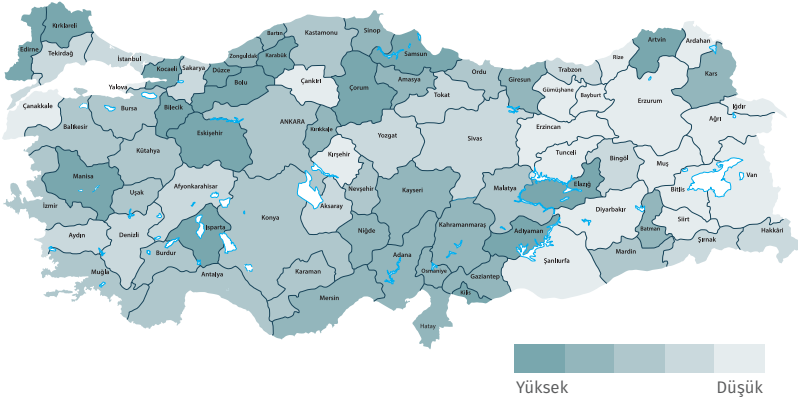 Kırklareli
Edirne
Tekirdağ
İstanbul
Kocaeli
Sakarya
Yalova
Düzce
Bolu
Zonguldak
Bartın
Karabük
Kastamonu
Sinop
Samsun
Çankırı
Çorum
Amasya
Tokat
Ordu
Giresun
Trabzon
Gümüşhane
Bayburt
Rize
Artvin
Ardahan
Kars
Iğdır
Ağrı
Erzurum
Erzincan
Çanakkale
Balıkesir
Bursa
Bilecik
Eskişehir
ANKARA
Kırıkkale
Kırşehir
Yozgat
Sivas
Tunceli
Bingöl
Muş
Bitlis
Van
Kütahya
Manisa
Uşak
Afyonkarahisar
İzmir
Aydın
Denizli
Isparta
Burdur
Muğla
Antalya
Konya
Aksaray
Nevşehir
Kayseri
Niğde
Karaman
Mersin
Adana
Kahramanmaraş
Osmaniye
Gaziantep
Kilis
Hatay
Malatya
Elazığ
Adıyaman
Diyarbakır
Şanlıurfa
Mardin
Batman
Siirt
Şırnak
Hakkâri
Yüksek Düşük